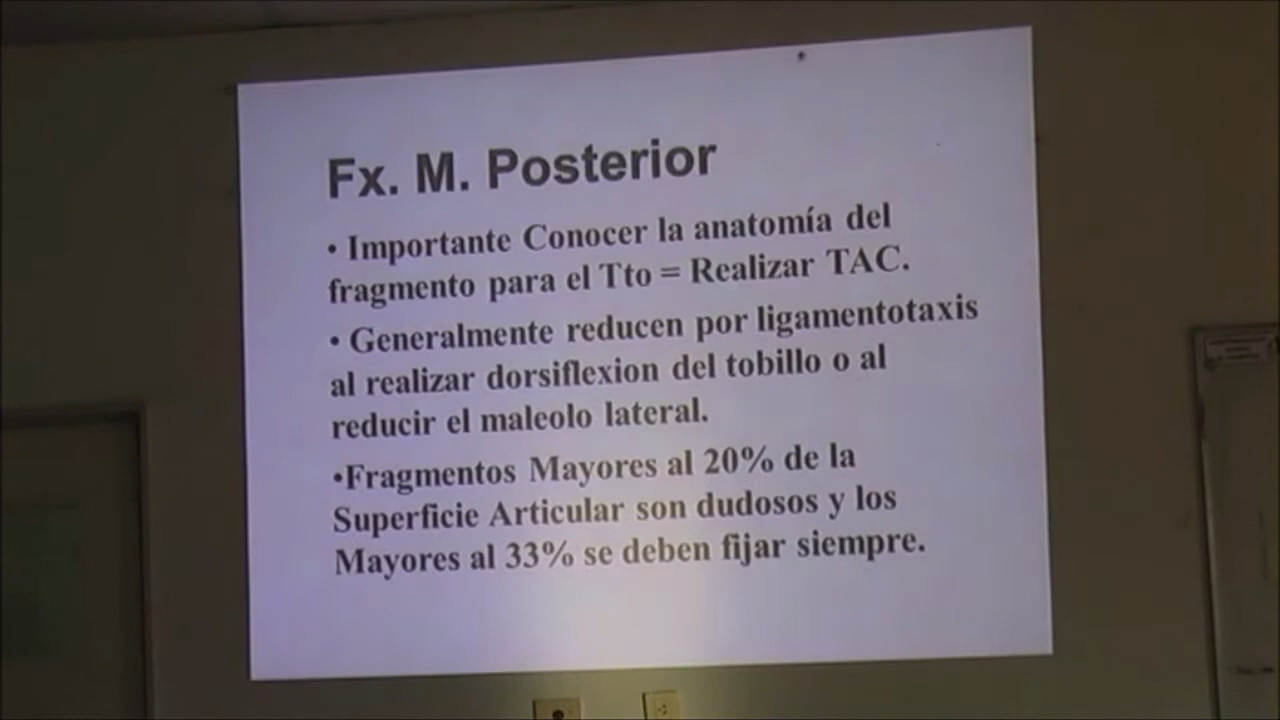 Fx. M. Posterior
• Importante Conocer la anatomía del
fragmento para el Tto = Realizar TAC.
• Generalmente reducen por ligamentotaxis
al realizar dorsiflexion del tobillo o al
reducir el maleolo lateral.
•Fragmentos Mayores al 20% de la
Superficie Articular son dudosos y los
Mayores al 33% se deben fijar siempre.